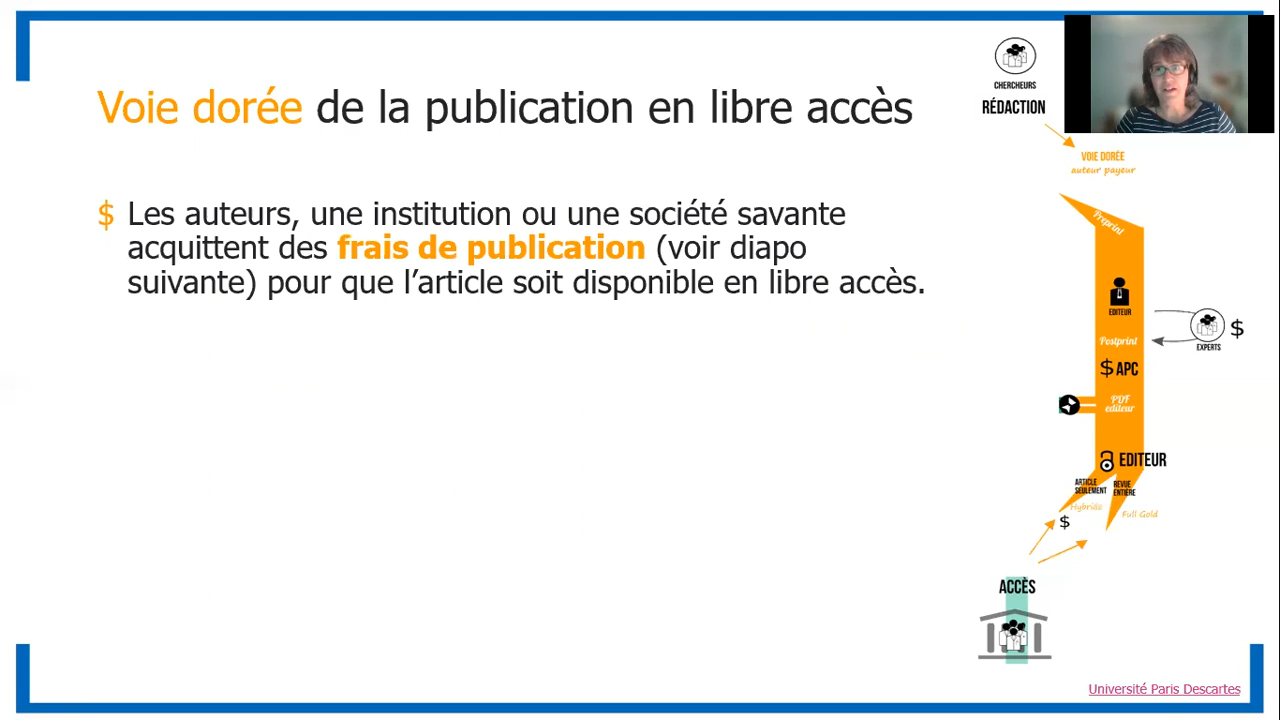 Voie dorée de la publication en libre accès
$ Les auteurs, une institution ou une société savante
acquittent des frais de publication (voir diapo
suivante) pour que l'article soit disponible en libre accès.
CHERCHEURS
RÉDACTION
VOIE DORÉE
auteur payeur
Preprint
EDITEUR
EXPERTS
$
Postprint
$ APC
PDF
editeur
EDITEUR
ARTICLE
SEULEMENT
REVUE
ENTIÈRE
Hybride
Full Gold
$
ACCÈS
Université Paris Descartes